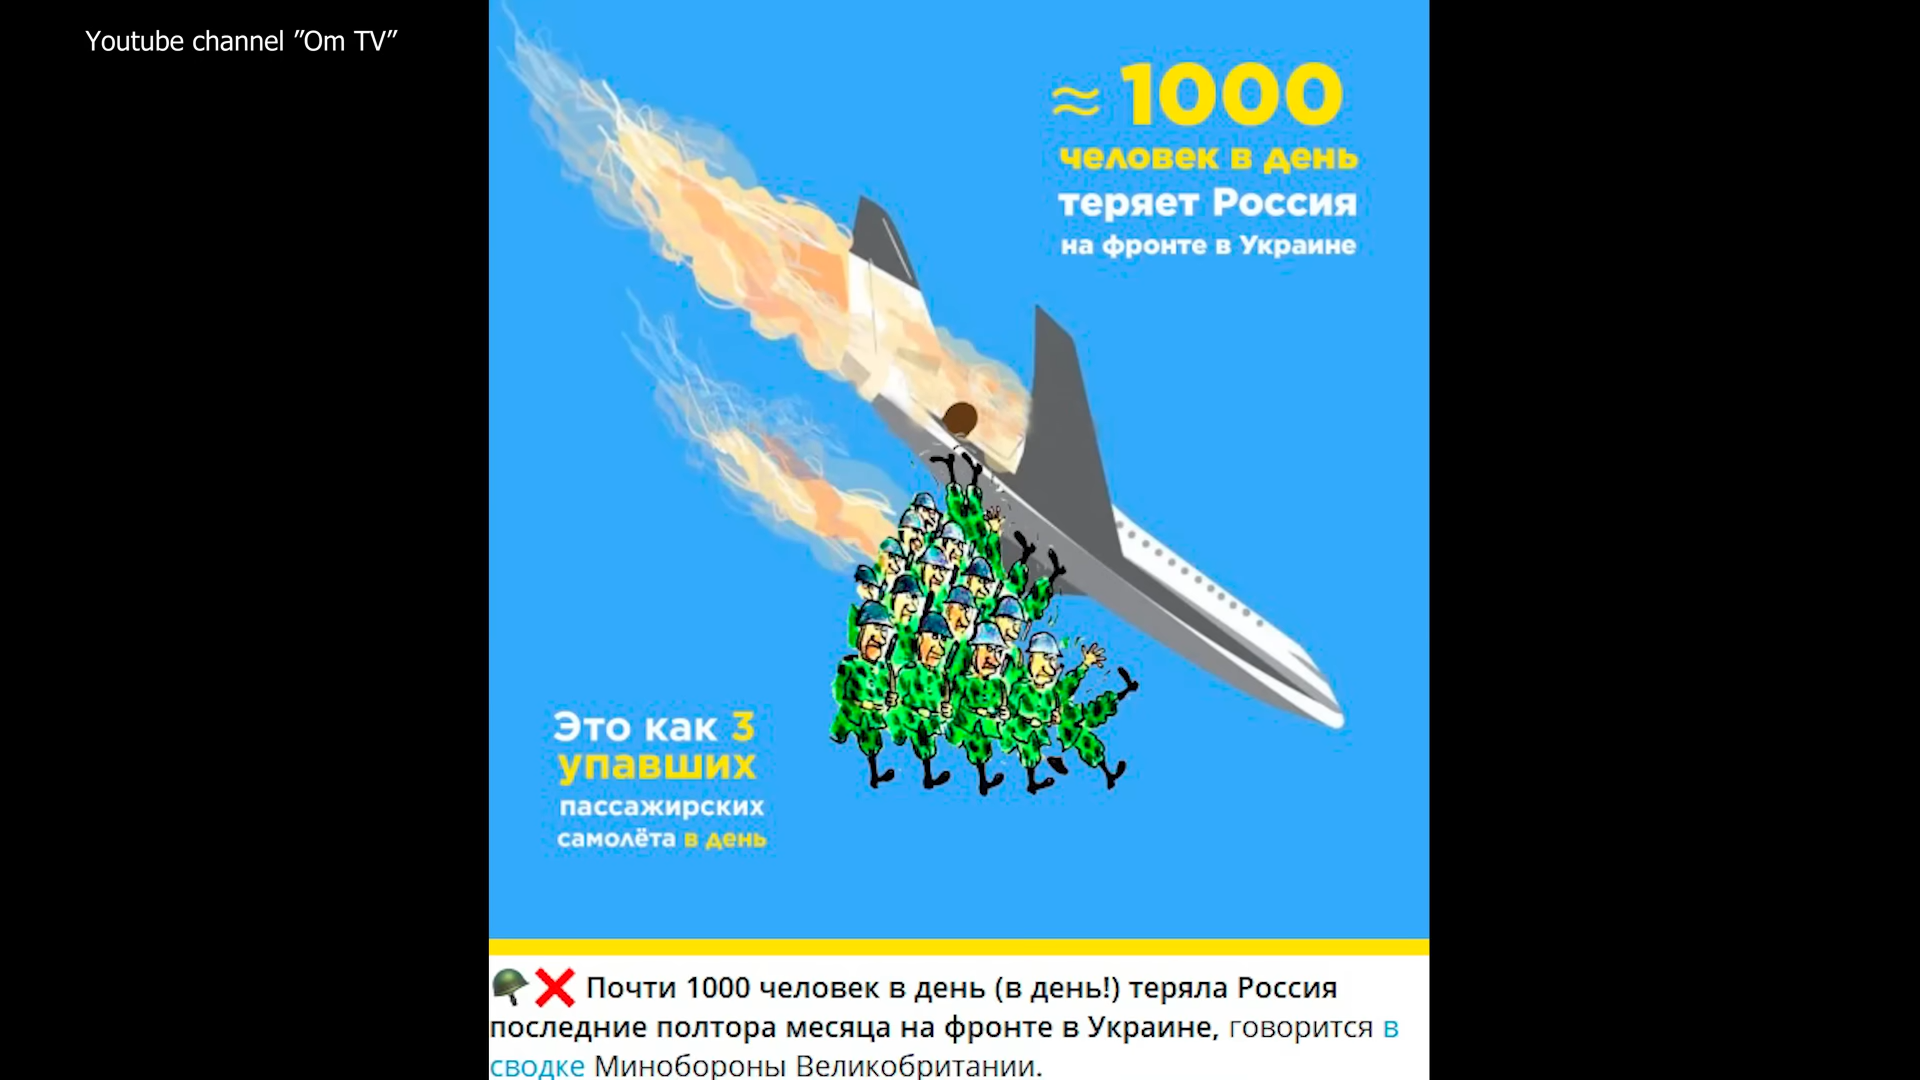 Youtube channel ”Om TV”
≈ 1000
человек в день
теряет Россия
на фронте в Украине
Это как 3
упавших
пассажирских
самолёта в день
Почти 1000 человек в день (в день!) теряла Россия
последние полтора месяца на фронте в Украине, говорится в
сводке Минобороны Великобритании.